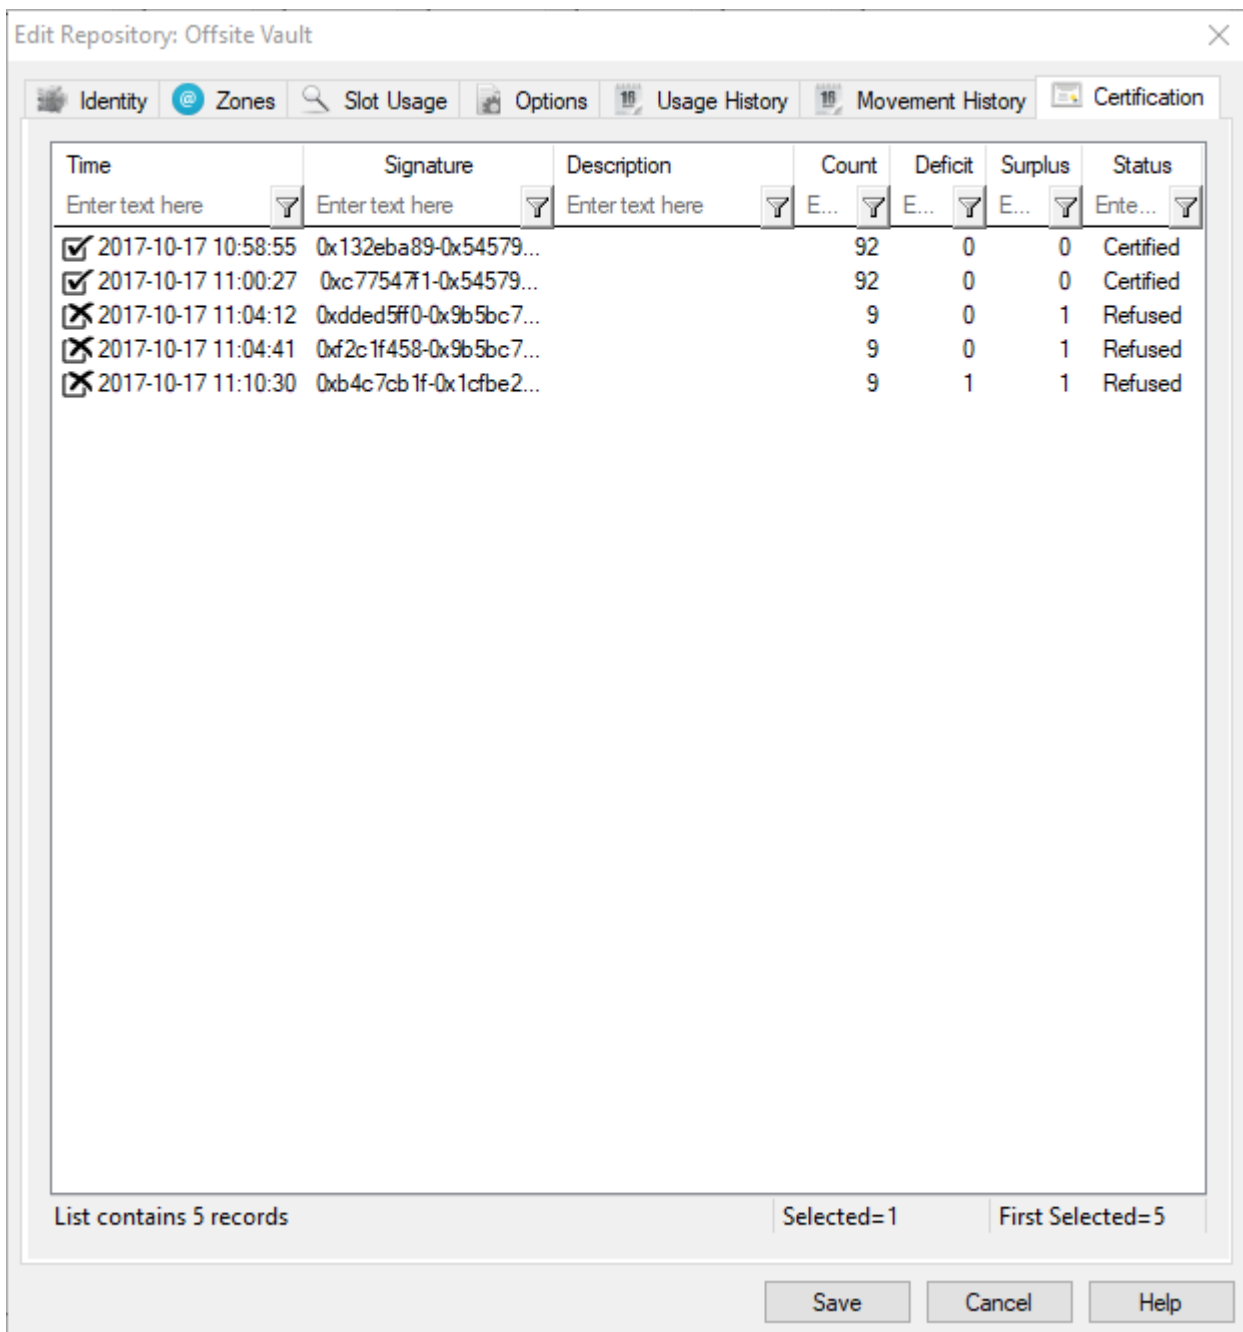 Edit Repository: Offsite Vault
Identity Zones Slot Usage Options 16 Usage History 16 Movement History Certification
Time Signature Description Count Deficit Surplus Status
Enter text here Enter text here Enter text here E... E... E... Ente...
2017-10-17 10:58:55 0x132eba89-0x54579... 92 0 0 Certified
2017-10-17 11:00:27 0xc77547f1-0x54579... 92 0 0 Certified
2017-10-17 11:04:12 0xdded5ff0-0x9b5bc7... 9 0 1 Refused
2017-10-17 11:04:41 0xf2c1f458-0x9b5bc7... 9 0 1 Refused
2017-10-17 11:10:30 0xb4c7cb1f-0x1cfbe2... 9 1 1 Refused
List contains 5 records Selected=1 First Selected=5
Save Cancel Help